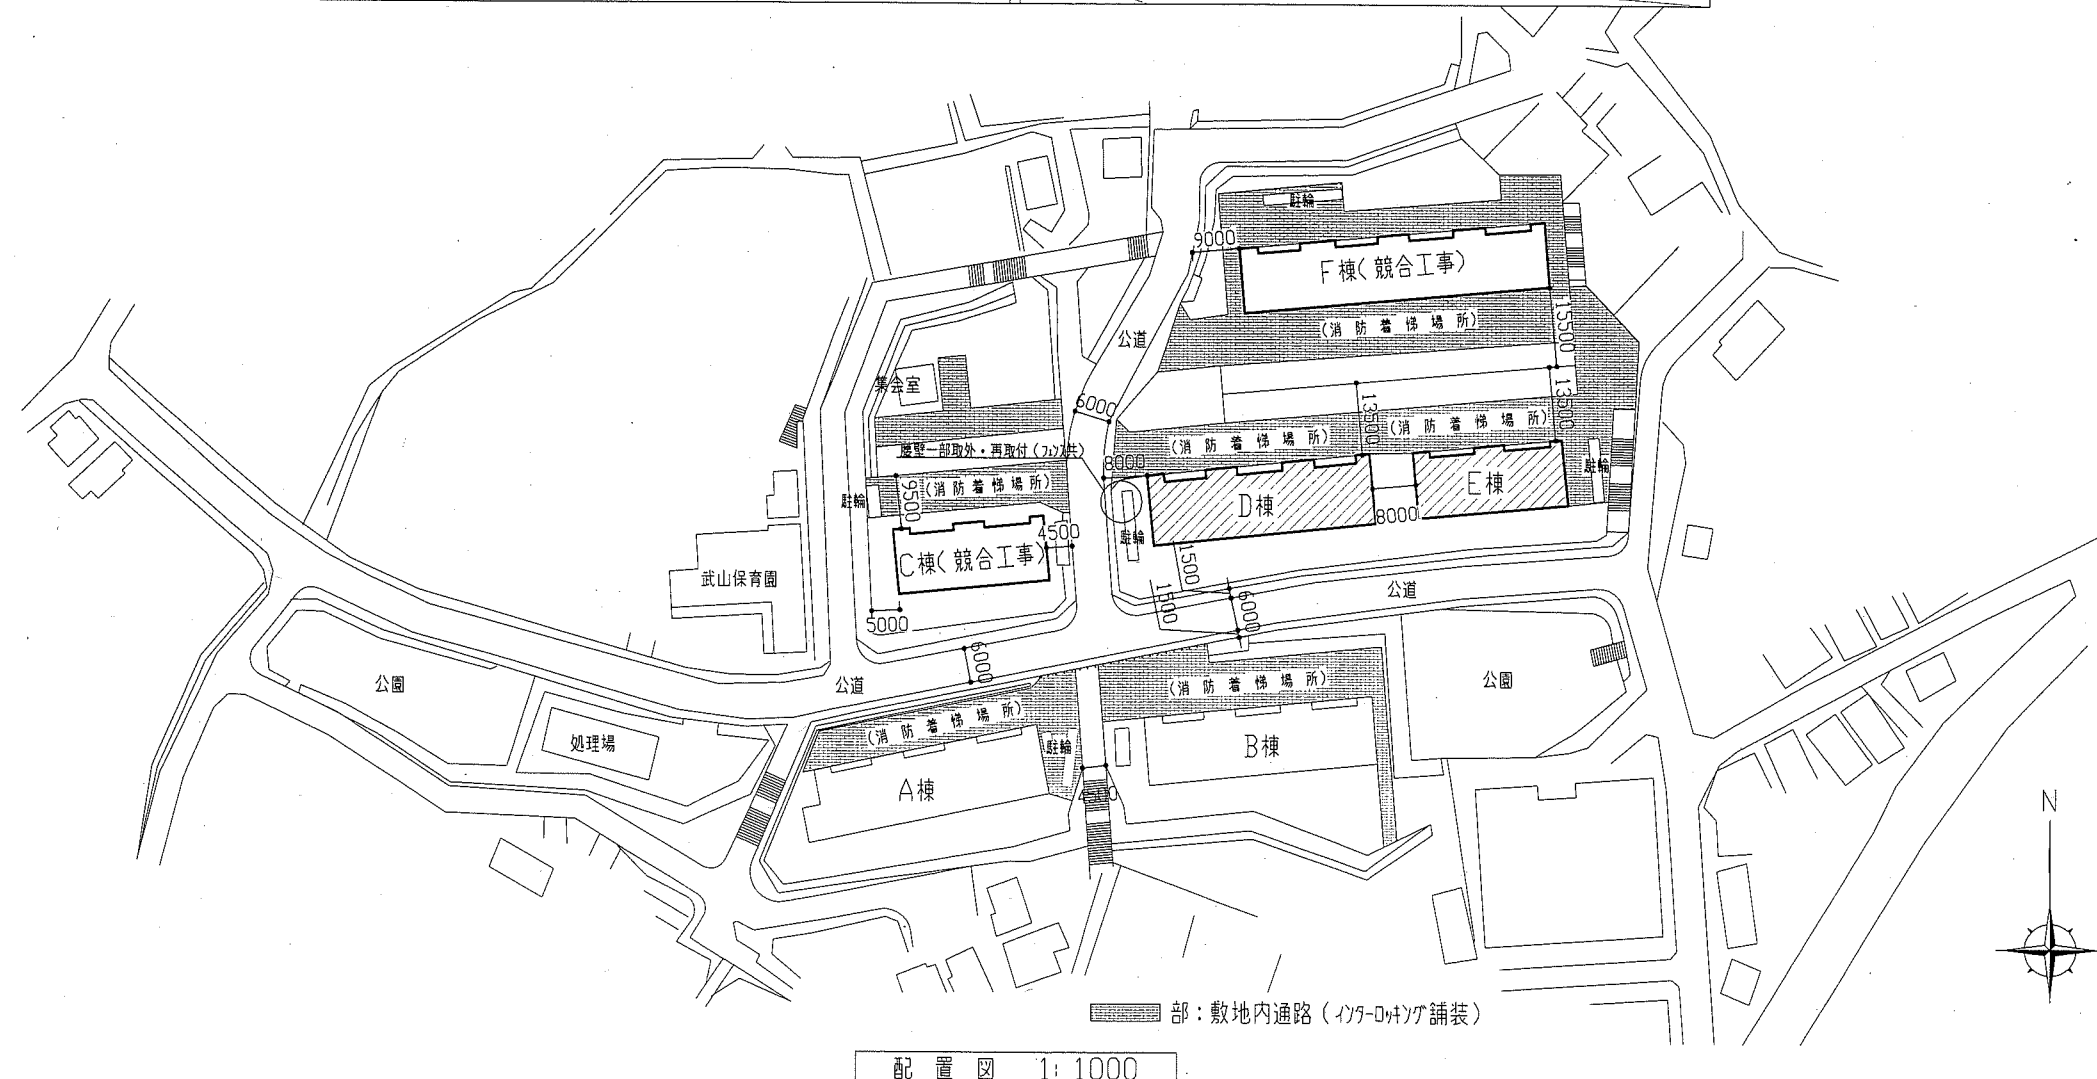 駐輪
9000
F棟(競合工事)
(消防着梯場所)
15500
公道
集会室
6000
13500
13500
(消防着梯場所)
(消防着梯場所)
腰壁一部取外・再取付(フェンス共)
8000
駐輪
(消防着梯場所)
9500
駐輪
E棟
D棟
8000
4500
駐輪
C棟(競合工事)
1500
武山保育園
1500
6000
公道
5000
6000
公園
公道
(消防着梯場所)
公園
(消防着梯場所)
処理場
駐輪
B棟
A棟
4500
N
部:敷地内通路(インターロッキング舗装)
配置図 1:1000